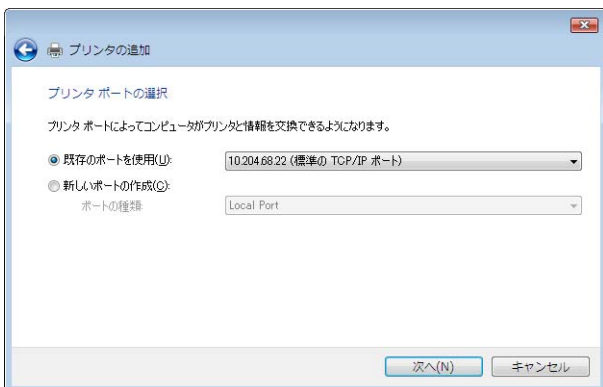 プリンタの追加
プリンタ ポートの選択
プリンタ ポートによってコンピュータがプリンタと情報を交換できるようになります。
既存のポートを使用(U): 10.204.68.22 (標準の TCP/IP ポート)
新しいポートの作成(C):
ポートの種類 Local Port
次へ(N) キャンセル